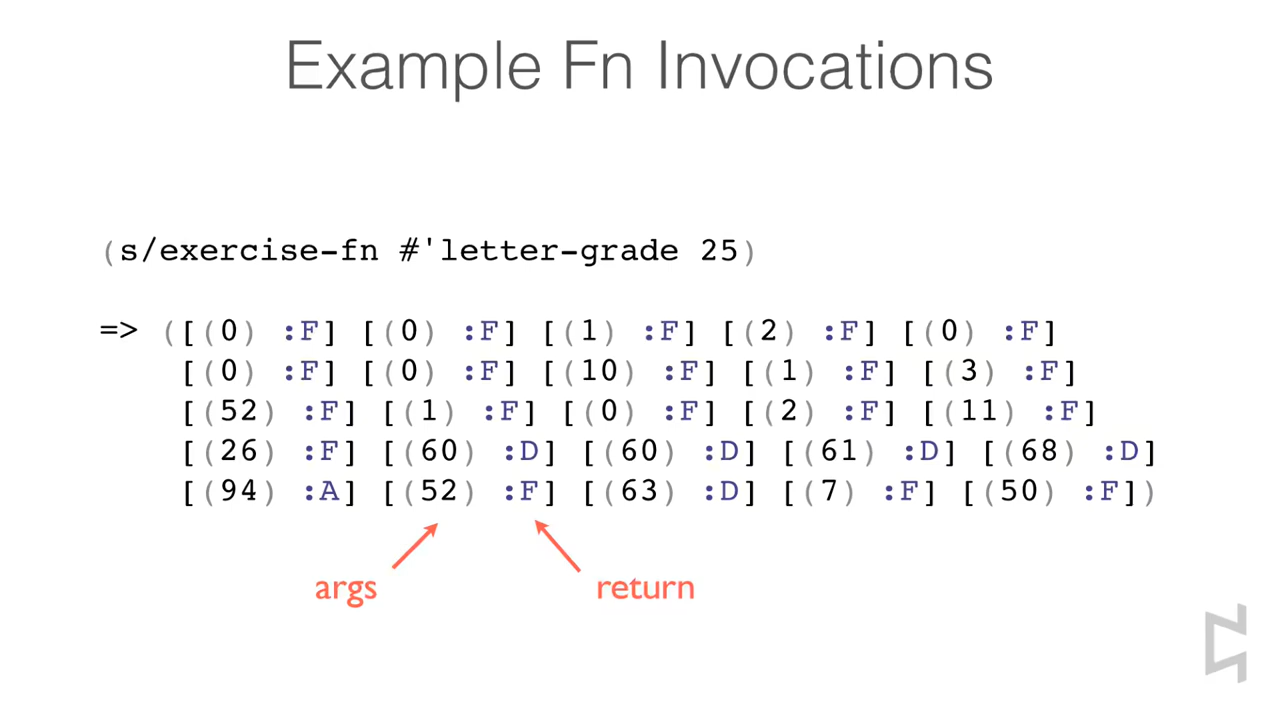 Example Fn Invocations
(s/exercise-fn #'letter-grade 25)
=> ([(0) :F] [(0) :F] [(1) :F] [(2) :F] [(0) :F]
[(0) :F] [(0) :F] [(10) :F] [(1) :F] [(3) :F]
[(52) :F] [(1) :F] [(0) :F] [(2) :F] [(11) :F]
[(26) :F] [(60) :D] [(60) :D] [(61) :D] [(68) :D]
[(94) :A] [(52) :F] [(63) :D] [(7) :F] [(50) :F])
args return